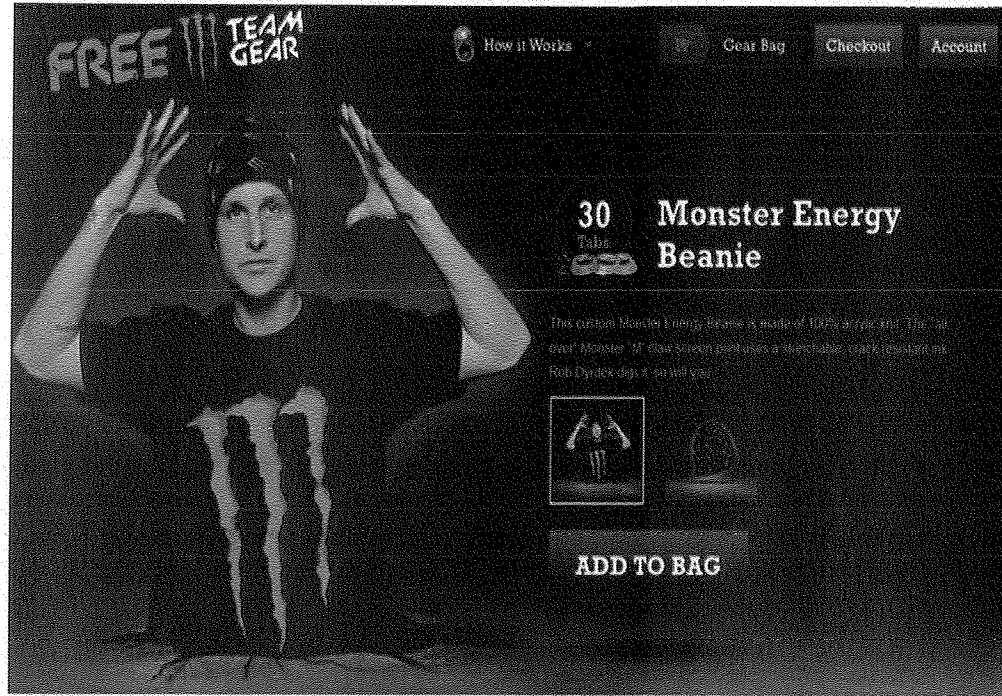 FREE TEAM
GEAR
How it Works
Gear Bag
Checkout
Account
30
Tabs
Monster Energy
Beanie
This custom Monster Energy Beanie is made of 100% acrylic knit. The 'all
over' Monster 'M' claw screen print uses a stretchable, crack resistant ink.
Rob Dyrdek digs it, so will you.
ADD TO BAG